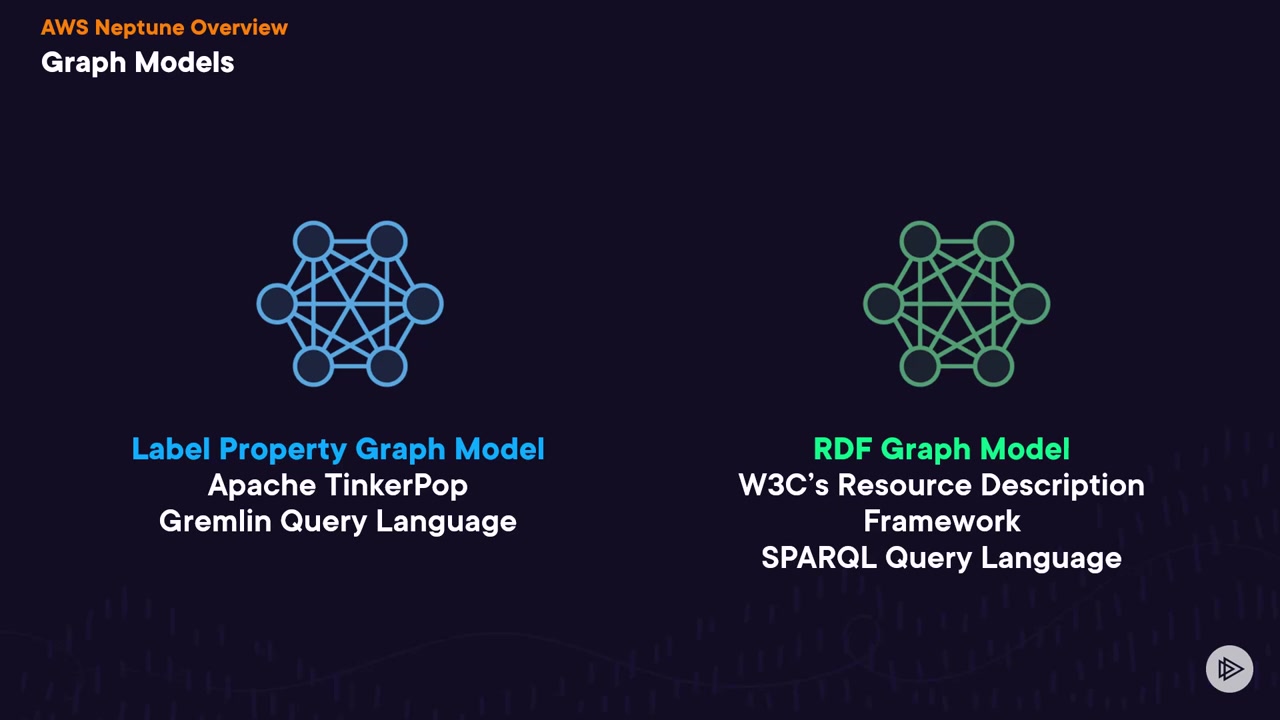 AWS Neptune Overview
Graph Models
Label Property Graph Model
Apache TinkerPop
Gremlin Query Language
RDF Graph Model
W3C’s Resource Description
Framework
SPARQL Query Language